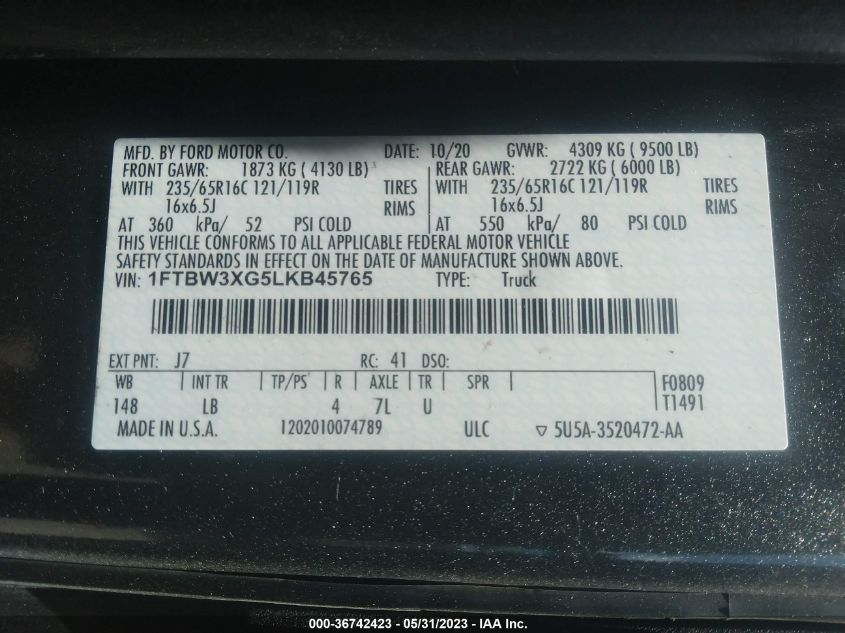 MFD. BY FORD MOTOR CO. DATE: 10/20 GVWR: 4309 KG ( 9500 LB)
FRONT GAWR: 1873 KG ( 4130 LB) REAR GAWR: 2722 KG ( 6000 LB)
WITH 235/65R16C 121/119R TIRES WITH 235/65R16C 121/119R TIRES
16x6.5J RIMS 16x6.5J RIMS
AT 360 kPa/ 52 PSI COLD AT 550 kPa/ 80 PSI COLD
THIS VEHICLE CONFORMS TO ALL APPLICABLE FEDERAL MOTOR VEHICLE
SAFETY STANDARDS IN EFFECT ON THE DATE OF MANUFACTURE SHOWN ABOVE.
VIN: 1FTBW3XG5LKB45765 TYPE: Truck
EXT PNT: J7 RC: 41 DSO:
WB INT TR TP/PS R AXLE TR SPR F0809
148 LB 4 7L U T1491
MADE IN U.S.A. 1202010074789 ULC ▽ 5U5A-3520472-AA
000-36742423 - 05/31/2023 - IAA Inc.